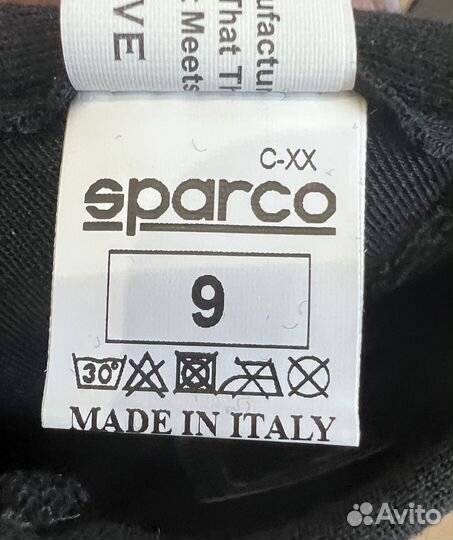 ufactur
That Th
t Meets
VE
C-XX
sparco
9
30°
MADE IN ITALY
Avito